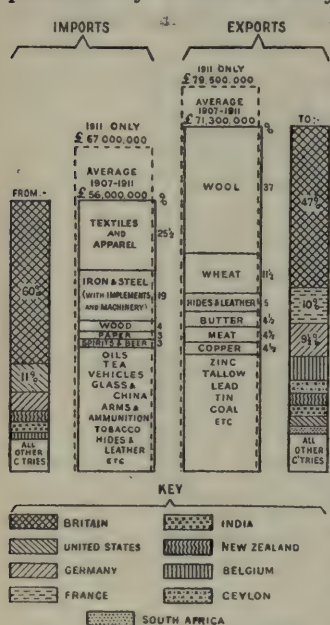 IMPORTS
EXPORTS
1911 ONLY
£ 67 000,000
AVERAGE
1907-1911
£ 56,000,000
%
FROM:-
60%
11%
ALL
OTHER
C'TRIES
TEXTILES
AND
APPAREL
25½
IRON & STEEL
(WITH IMPLEMENTS
AND MACHINERY)
19
WOOD 4
PAPER 3
SPIRITS & BEER 3
OILS
TEA
VEHICLES
GLASS &
CHINA
ARMS &
AMMUNITION
TOBACCO
HIDES &
LEATHER
ETC
1911 ONLY
£ 79,500,000
AVERAGE
1907-1911
£ 71,300,000
%
WOOL 37
WHEAT 11½
HIDES & LEATHER 5
BUTTER 4½
MEAT 4½
COPPER 4½
ZINC
TALLOW
LEAD
TIN
COAL
ETC
TO:-
47%
10%
9½%
ALL
OTHER
C'TRIES
KEY
BRITAIN
INDIA
UNITED STATES
NEW ZEALAND
GERMANY
BELGIUM
FRANCE
CEYLON
SOUTH AFRICA